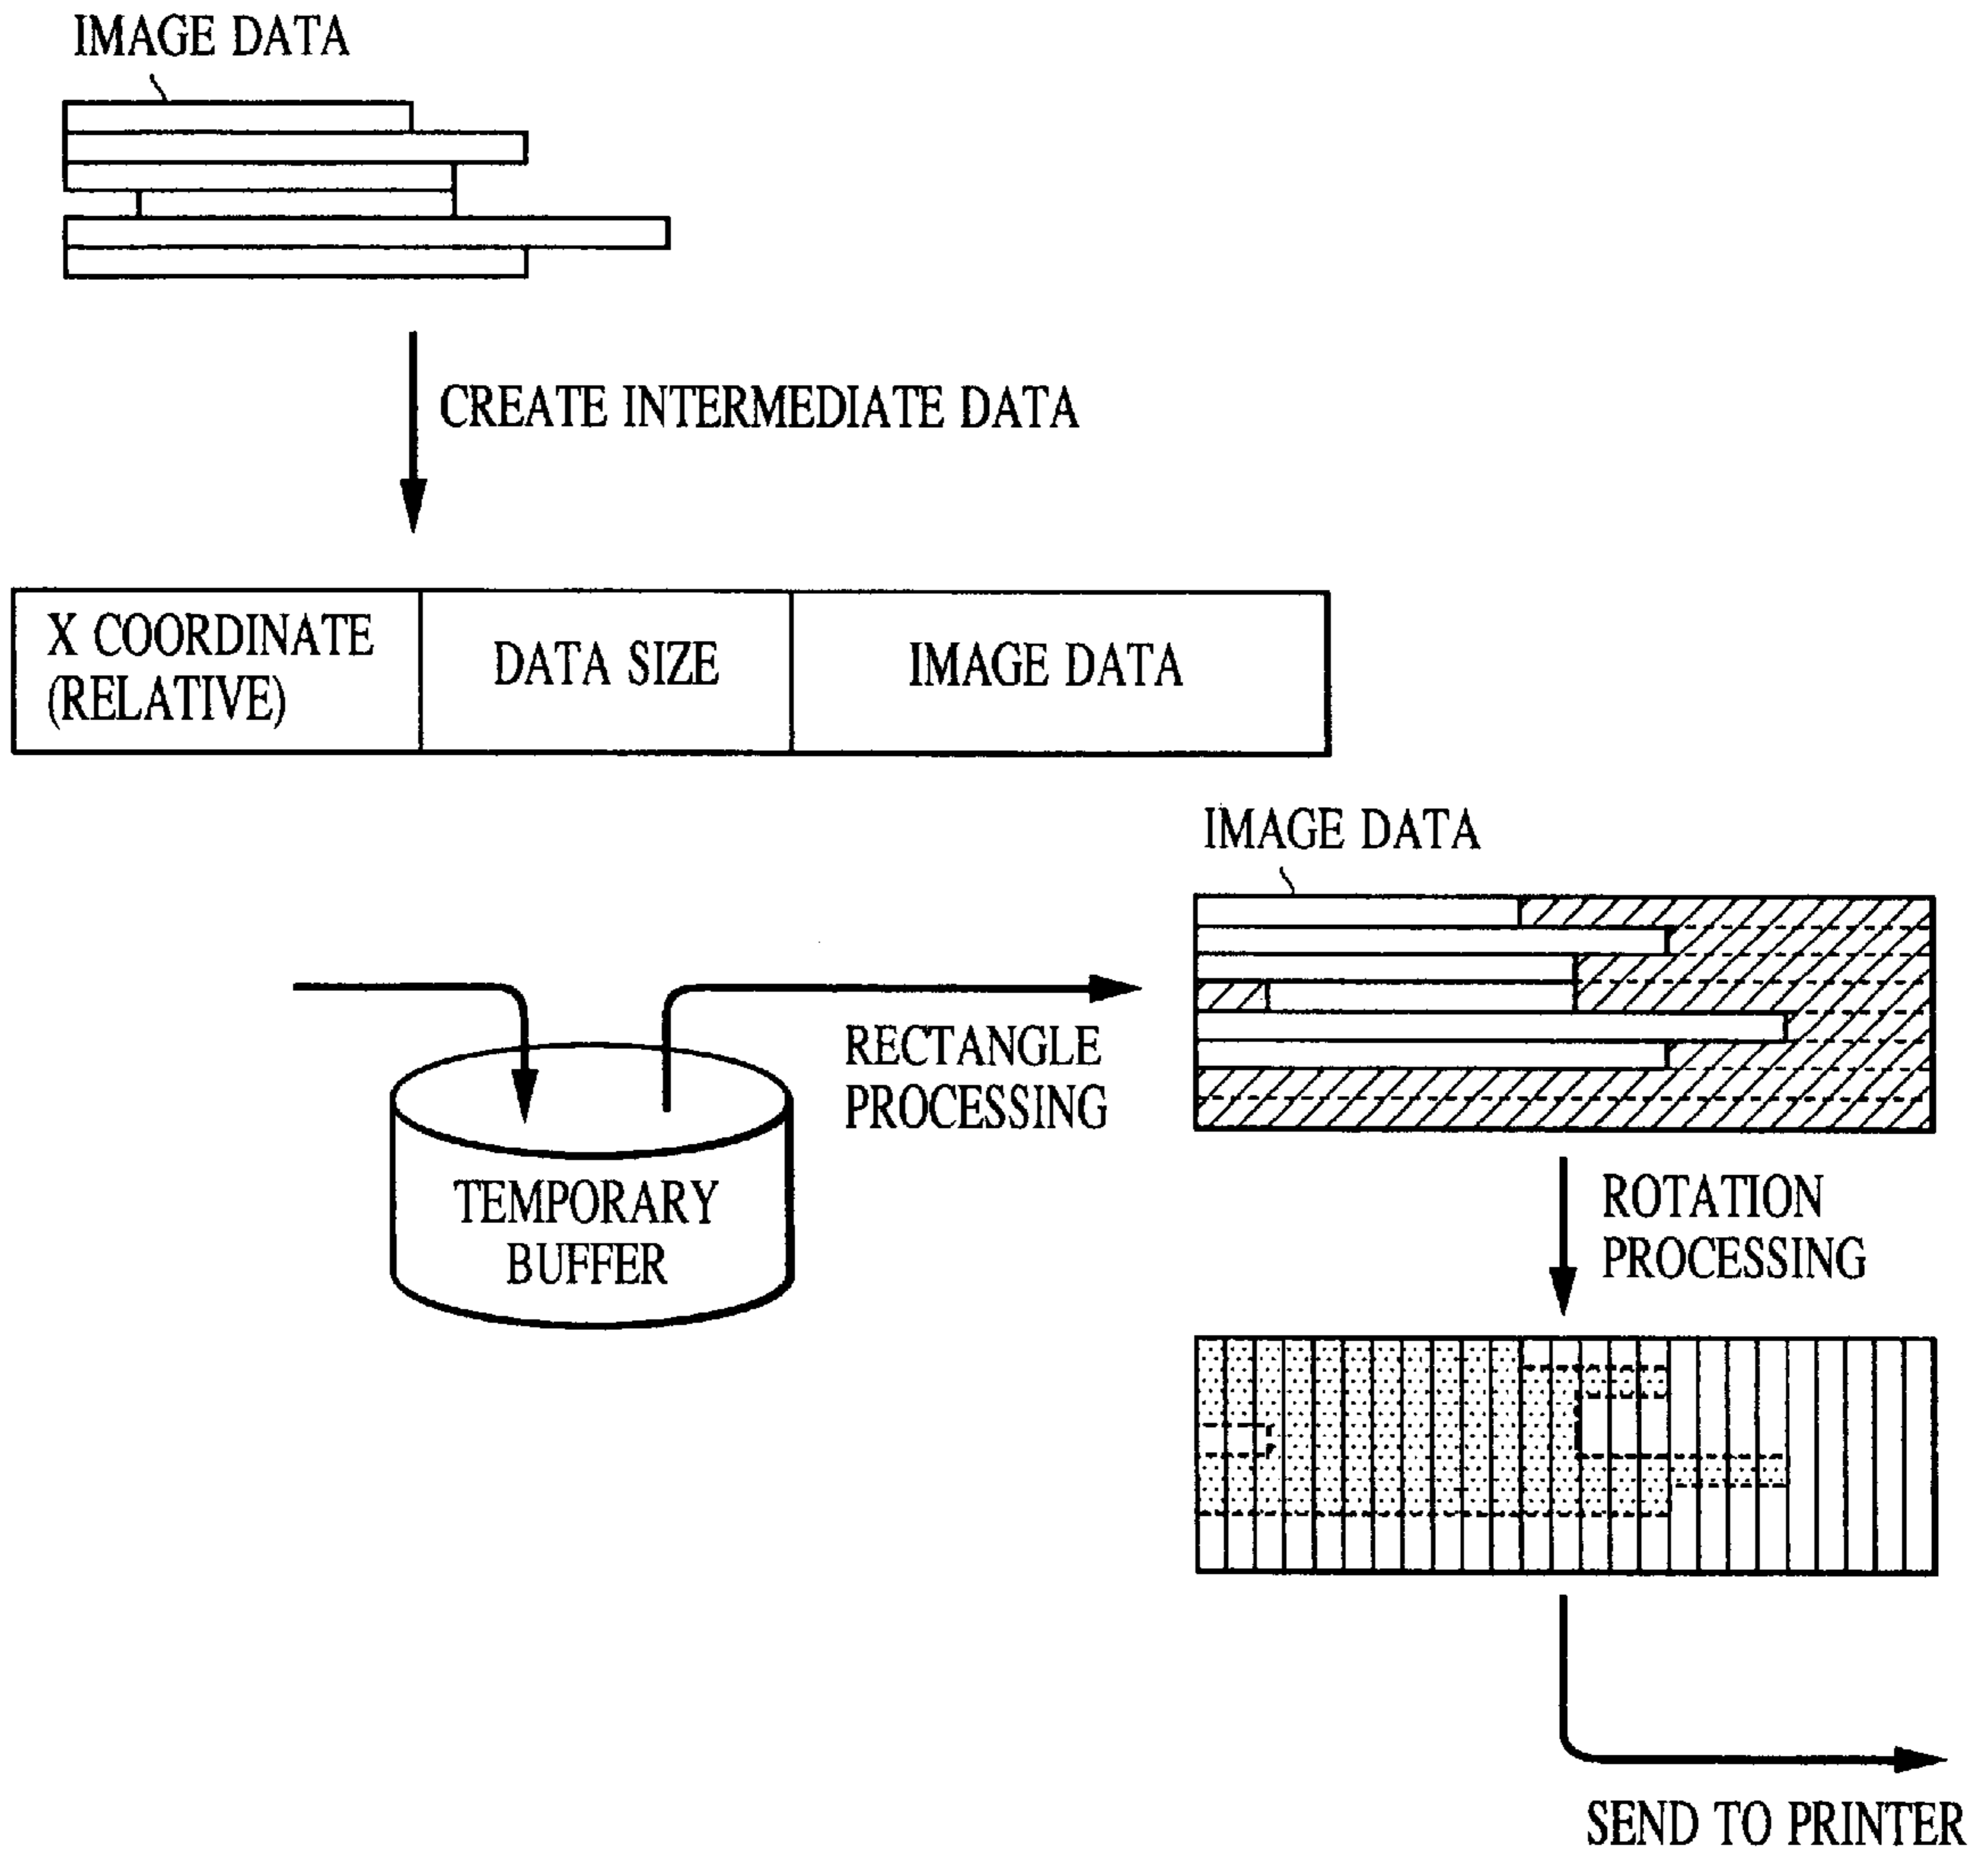 IMAGE DATA
CREATE INTERMEDIATE DATA
X COORDINATE
(RELATIVE)
DATA SIZE
IMAGE DATA
IMAGE DATA
RECTANGLE
PROCESSING
TEMPORARY
BUFFER
ROTATION
PROCESSING
SEND TO PRINTER